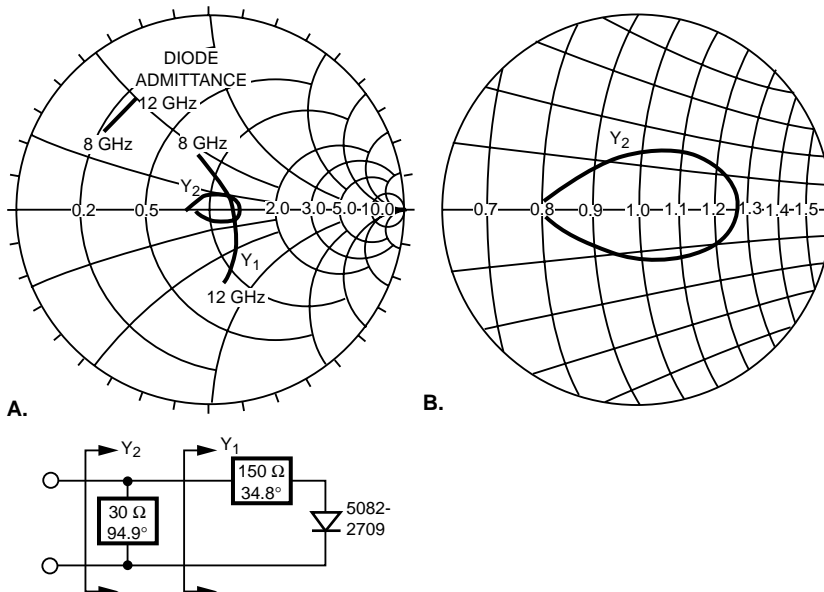 DIODE
ADMITTANCE
12 GHz
8 GHz
8 GHz
Y2
0.2 0.5 2.0 3.0 5.0 10.0
Y1
12 GHz
A.
Y2
0.7 0.8 0.9 1.0 1.1 1.2 1.3 1.4 1.5
B.
Y2
Y1
150 Ω
34.8°
30 Ω
94.9°
5082-
2709